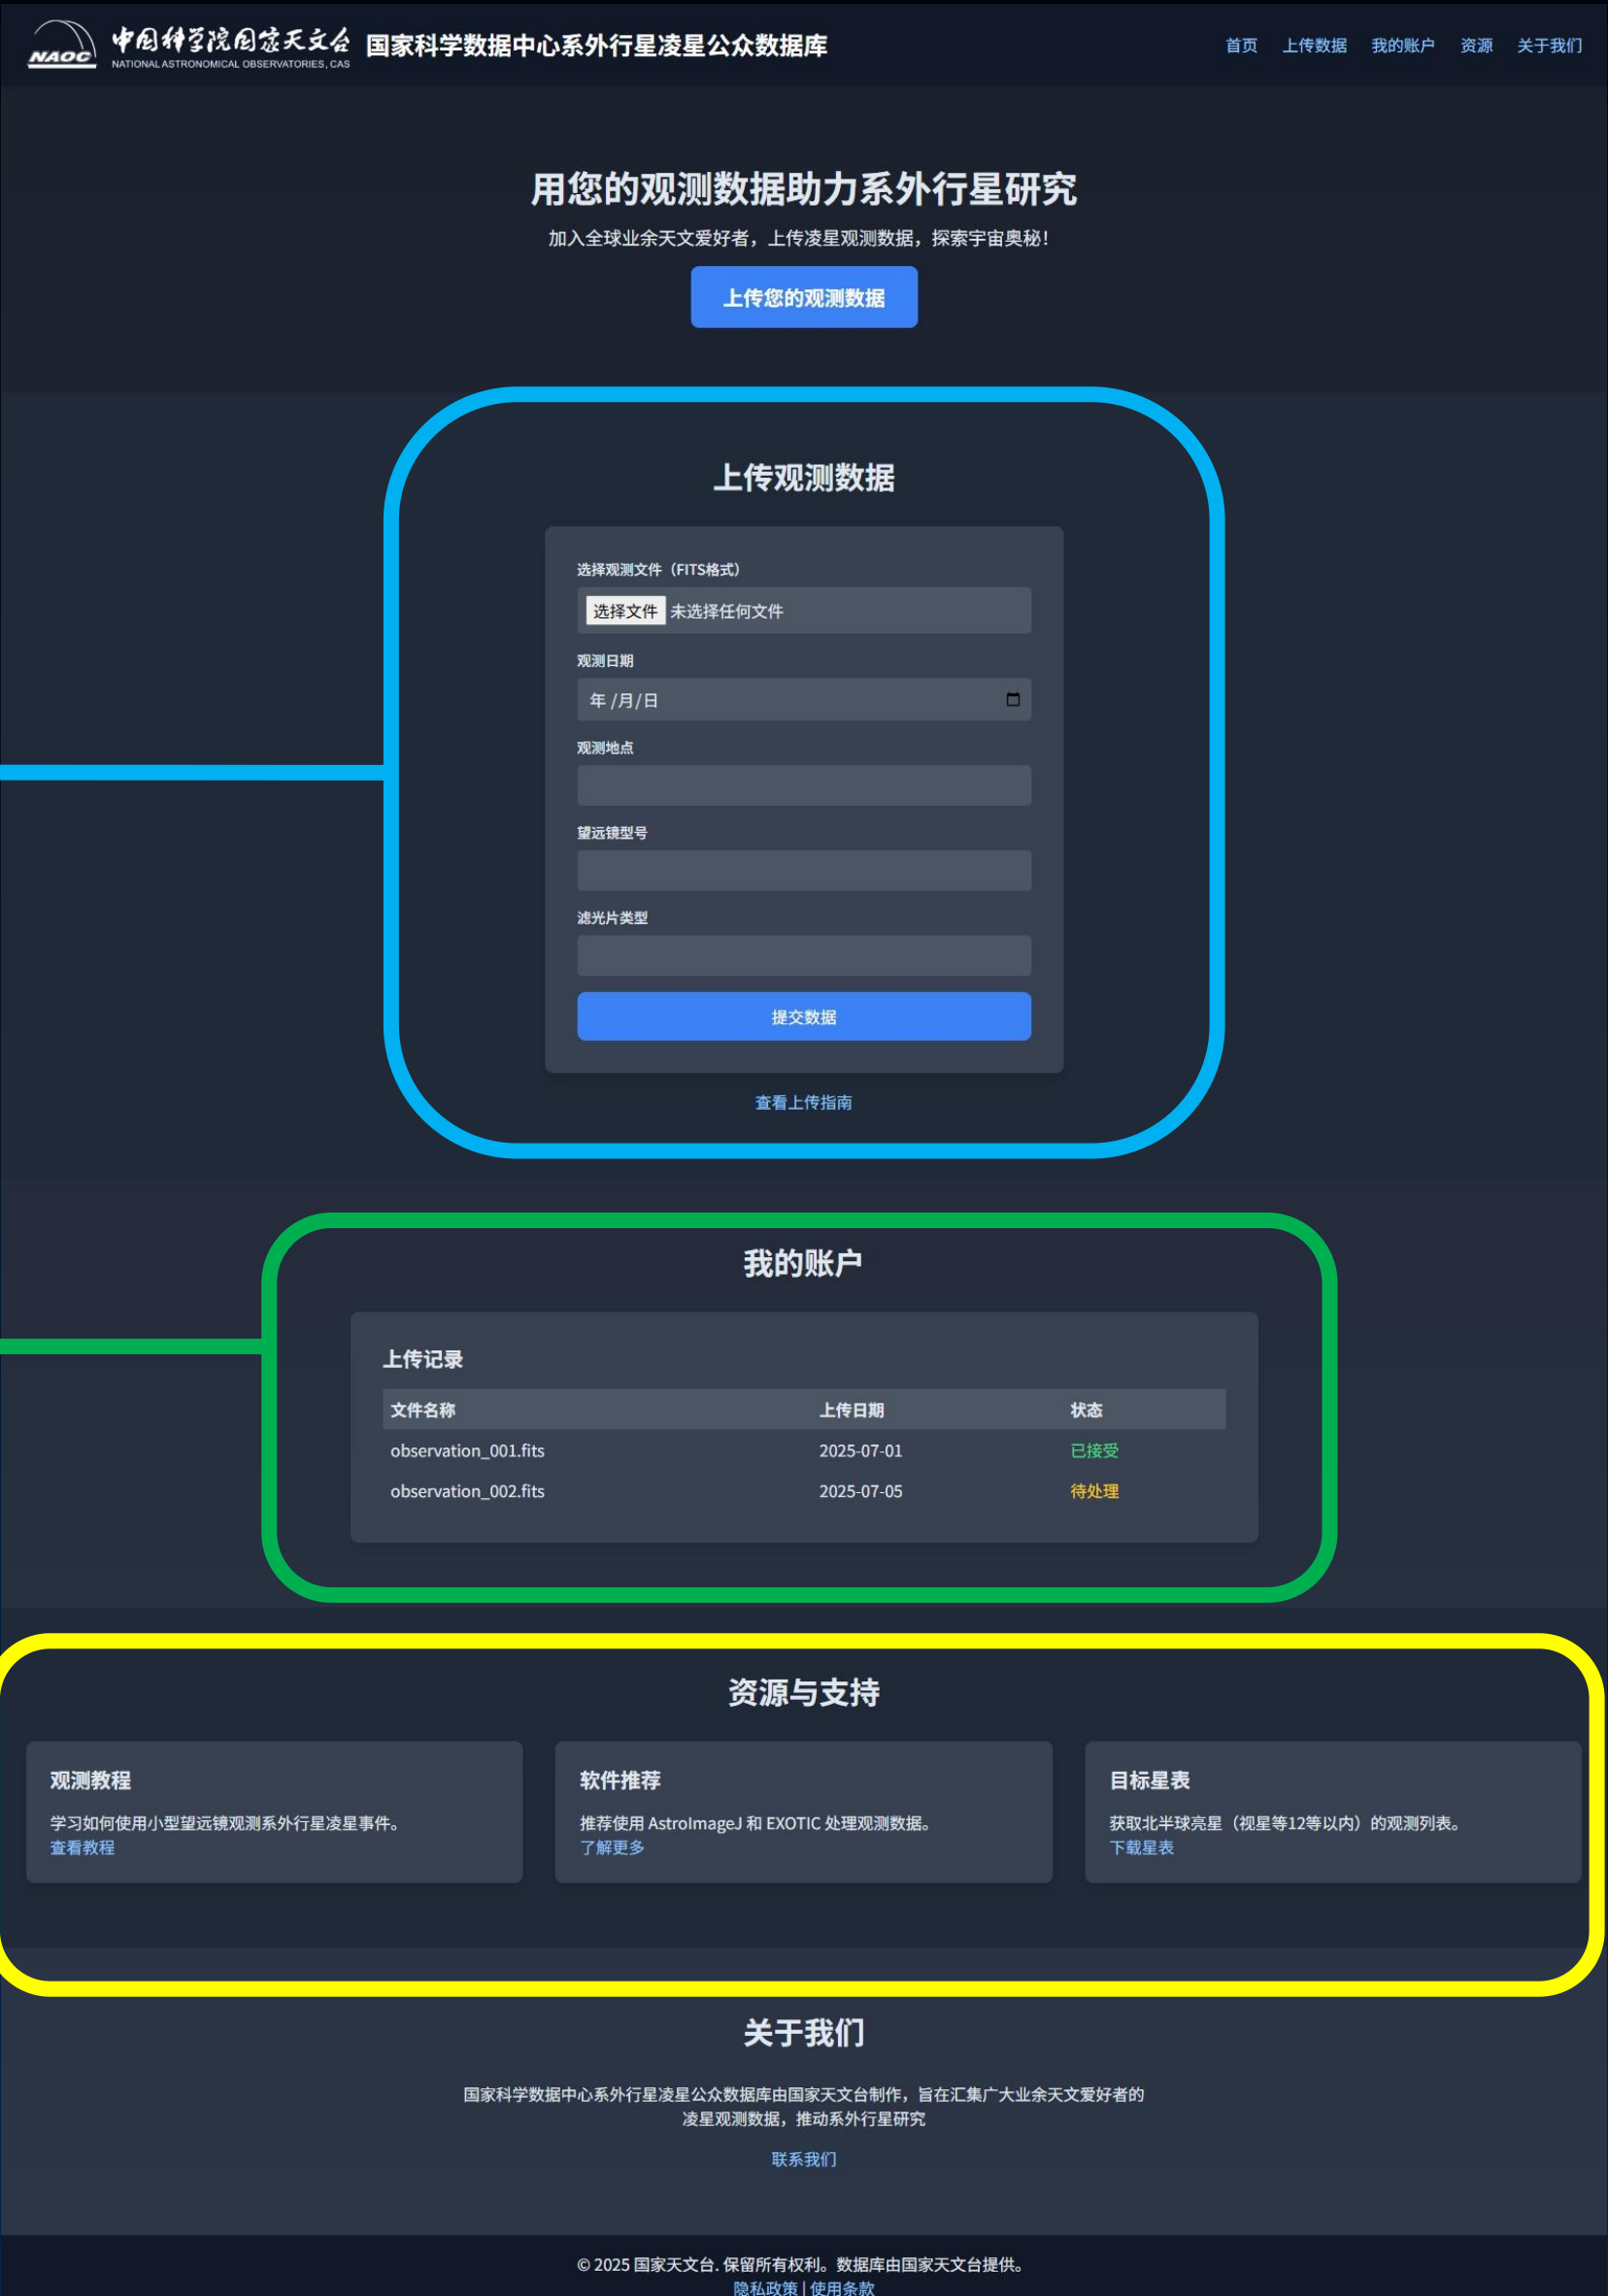 中国科学院国家天文台
NAOC
NATIONAL ASTRONOMICAL OBSERVATORIES, CAS
国家科学数据中心系外行星凌星公众数据库
首页 上传数据 我的账户 资源 关于我们
用您的观测数据助力系外行星研究
加入全球业余天文爱好者，上传凌星观测数据，探索宇宙奥秘！
上传您的观测数据
上传观测数据
选择观测文件（FITS格式）
选择文件 未选择任何文件
观测日期
年 /月/日
观测地点
望远镜型号
滤光片类型
提交数据
查看上传指南
我的账户
上传记录
文件名称 上传日期 状态
observation_001.fits 2025-07-01 已接受
observation_002.fits 2025-07-05 待处理
资源与支持
观测教程
学习如何使用小型望远镜观测系外行星凌星事件。
查看教程
软件推荐
推荐使用 AstroImageJ 和 EXOTIC 处理观测数据。
了解更多
目标星表
获取北半球亮星（视星等12等以内）的观测列表。
下载星表
关于我们
国家科学数据中心系外行星凌星公众数据库由国家天文台制作，旨在汇集广大业余天文爱好者的
凌星观测数据，推动系外行星研究
联系我们
© 2025 国家天文台. 保留所有权利。数据库由国家天文台提供。
隐私政策 | 使用条款